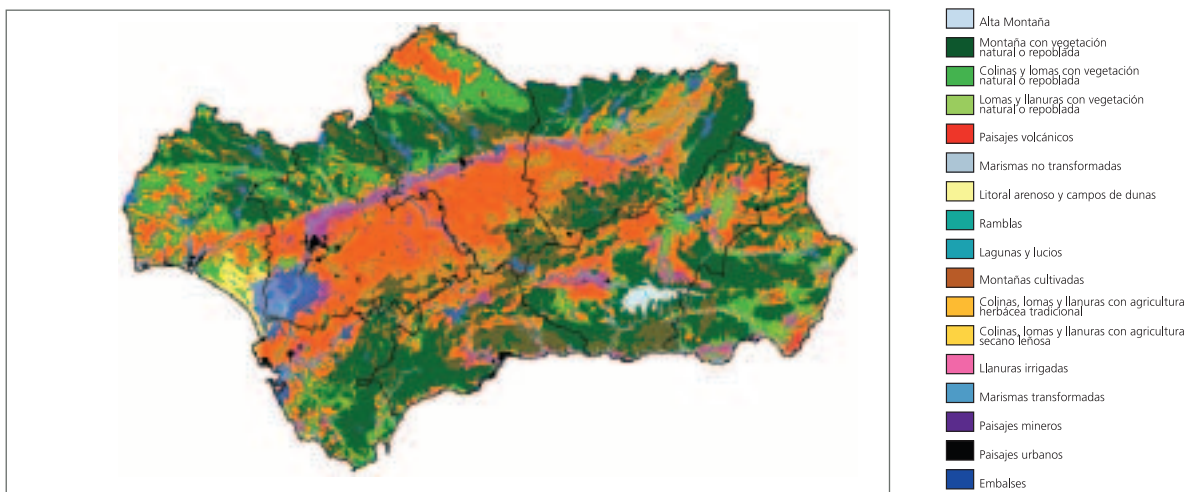 Alta Montaña
Montaña con vegetación
natural o repoblada
Colinas y lomas con vegetación
natural o repoblada
Lomas y llanuras con vegetación
natural o repoblada
Paisajes volcánicos
Marismas no transformadas
Litoral arenoso y campos de dunas
Ramblas
Lagunas y lucios
Montañas cultivadas
Colinas, lomas y llanuras con agricultura
herbácea tradicional
Colinas, lomas y llanuras con agricultura
secano leñosa
Llanuras irrigadas
Marismas transformadas
Paisajes mineros
Paisajes urbanos
Embalses